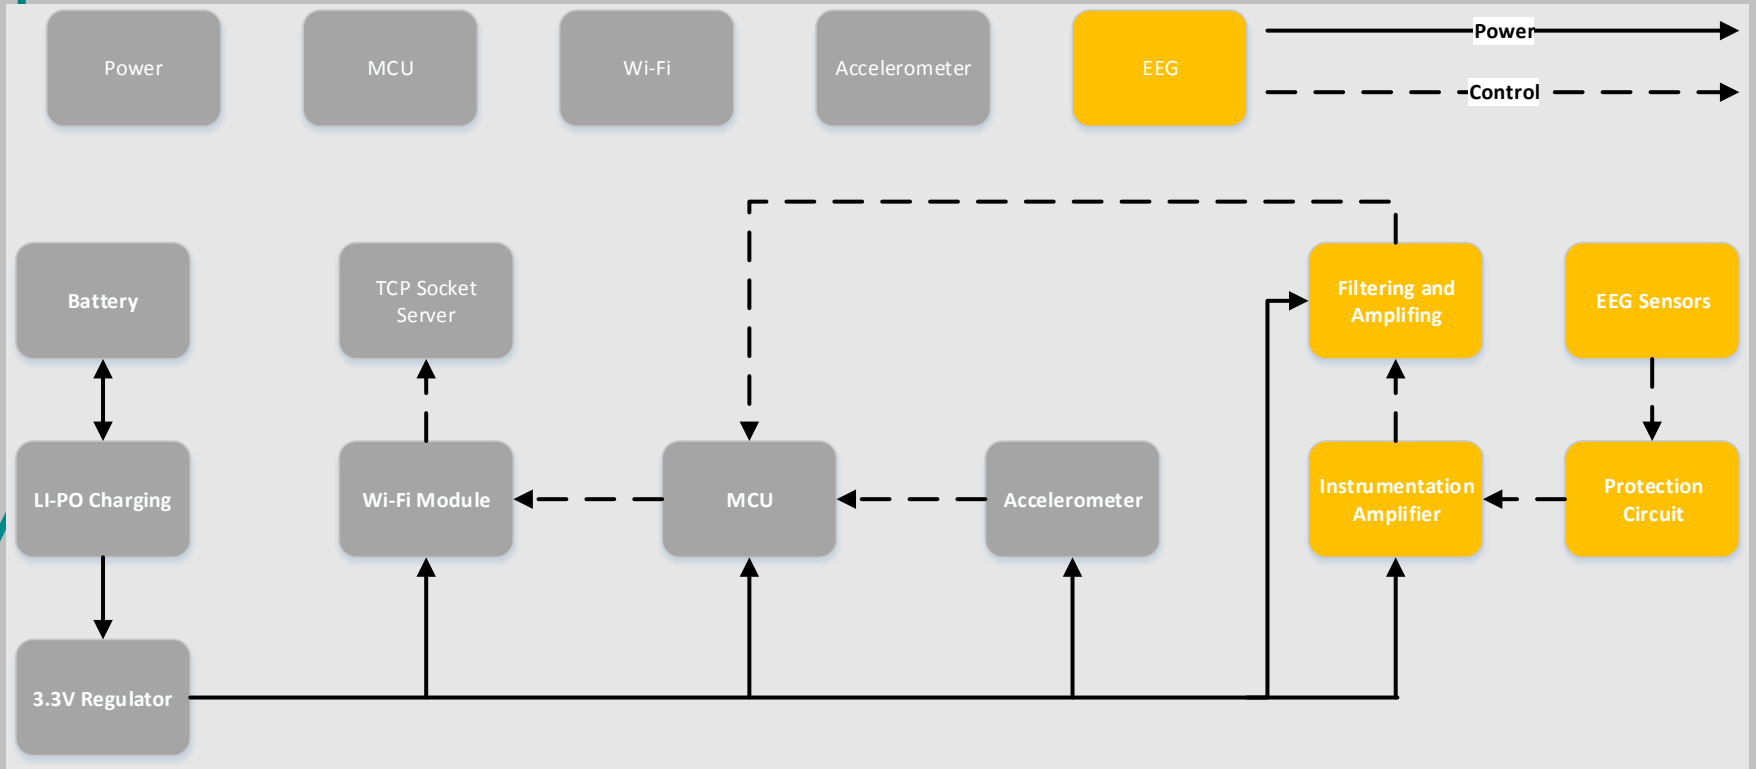 Power
MCU
Wi-Fi
Accelerometer
EEG
Power
Control
Battery
TCP Socket
Server
Filtering and
Amplifing
EEG Sensors
LI-PO Charging
Wi-Fi Module
MCU
Accelerometer
Instrumentation
Amplifier
Protection
Circuit
3.3V Regulator